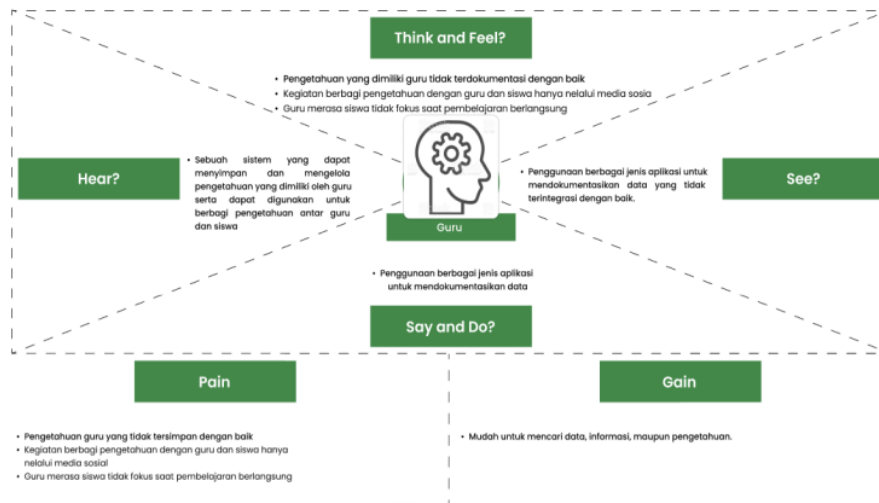 Think and Feel?
• Pengetahuan yang dimiliki guru tidak terdokumentasi dengan baik
• Kegiatan berbagi pengetahuan dengan guru dan siswa hanya nelalui media sosia
• Guru merasa siswa tidak fokus saat pembelajaran berlangsung
Hear?
• Sebuah sistem yang dapat
menyimpan dan mengelola
pengetahuan yang dimiliki oleh guru
serta dapat digunakan untuk
berbagi pengetahuan antar guru
dan siswa
Guru
• Penggunaan berbagai jenis aplikasi untuk
mendokumentasikan data yang tidak
terintegrasi dengan baik.
See?
• Penggunaan berbagai jenis aplikasi
untuk mendokumentasikan data
Say and Do?
Pain
• Pengetahuan guru yang tidak tersimpan dengan baik
• Kegiatan berbagi pengetahuan dengan guru dan siswa hanya
nelalui media sosial
• Guru merasa siswa tidak fokus saat pembelajaran berlangsung
Gain
• Mudah untuk mencari data, informasi, maupun pengetahuan.